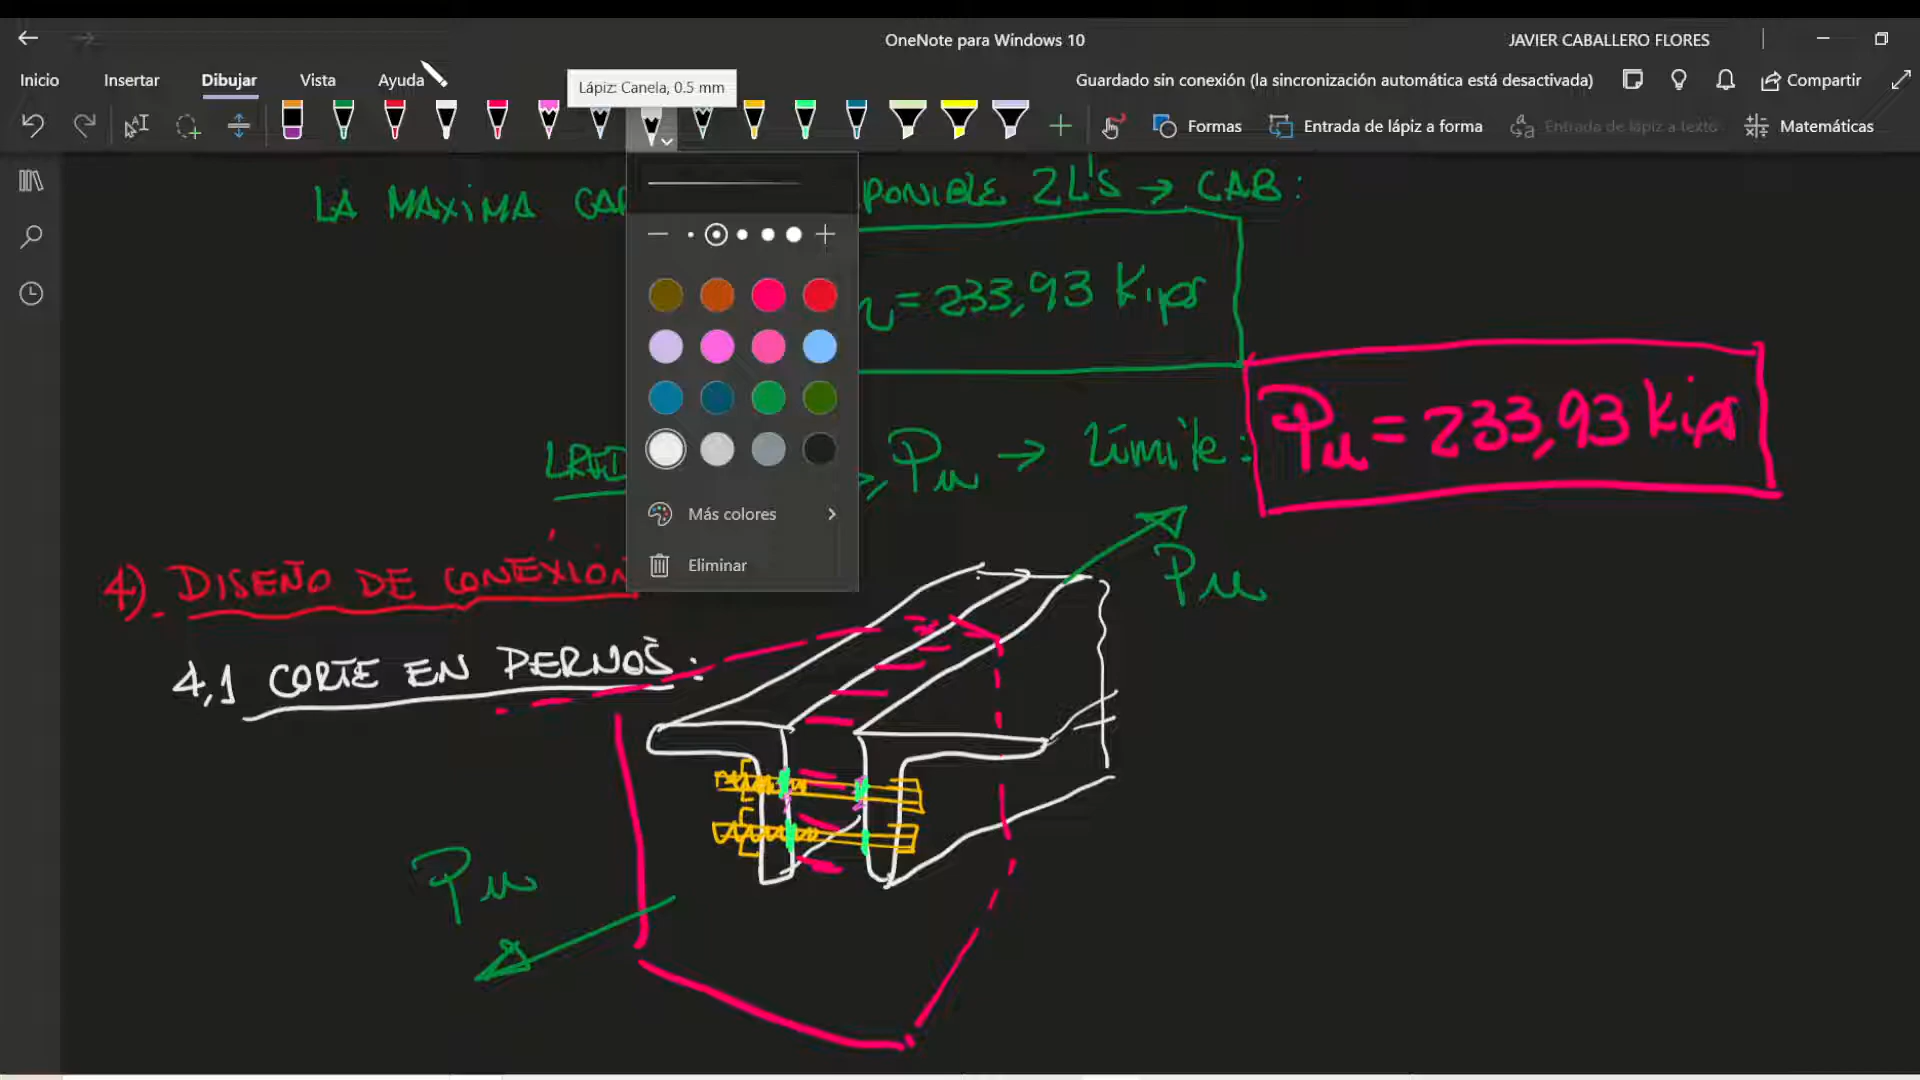 OneNote para Windows 10
JAVIER CABALLERO FLORES
Inicio Insertar Dibujar Vista Ayuda
Lápiz: Canela, 0.5 mm
Guardado sin conexión (la sincronización automática está desactivada) Compartir
Formas Entrada de lápiz a forma Entrada de lápiz a texto Matemáticas
LA MAXIMA PONIBLE 2L'S → CAB:
= 233,93 Kips
Pu = 233,93 Kips
LRFD Pu → Límite:
Más colores
Eliminar
Pu
4). DISEÑO DE CONEXIÓN
4,1 CORTE EN PERNOS:
Pu